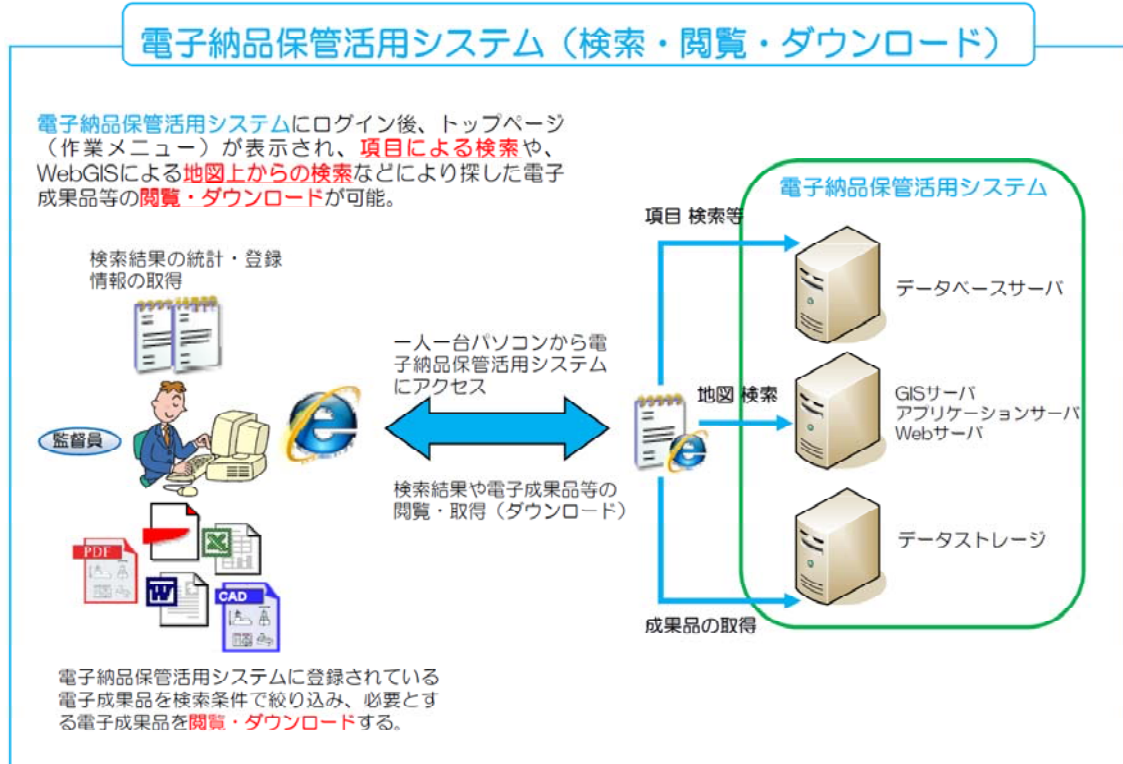 電子納品保管活用システム（検索・閲覧・ダウンロード）
電子納品保管活用システムにログイン後、トップページ
（作業メニュー）が表示され、項目による検索や、
WebGISによる地図上からの検索などにより探した電子
成果品等の閲覧・ダウンロードが可能。
検索結果の統計・登録
情報の取得
監督員
PDF
W
CAD
電子納品保管活用システムに登録されている
電子成果品を検索条件で絞り込み、必要とす
る電子成果品を閲覧・ダウンロードする。
一人一台パソコンから電
子納品保管活用システム
にアクセス
検索結果や電子成果品等の
閲覧・取得（ダウンロード）
電子納品保管活用システム
項目 検索等
データベースサーバ
地図 検索
GISサーバ
アプリケーションサーバ
Webサーバ
データストレージ
成果品の取得